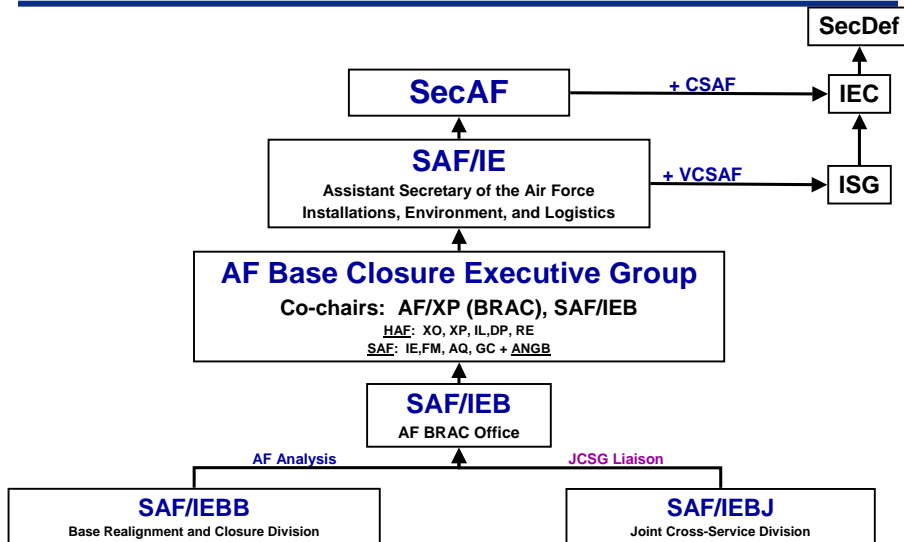 SecDef
SecAF
+ CSAF
IEC
SAF/IE
Assistant Secretary of the Air Force
Installations, Environment, and Logistics
+ VCSAF
ISG
AF Base Closure Executive Group
Co-chairs: AF/XP (BRAC), SAF/IEB
HAF: XO, XP, IL,DP, RE
SAF: IE,FM, AQ, GC + ANGB
SAF/IEB
AF BRAC Office
AF Analysis
JCSG Liaison
SAF/IEBB
Base Realignment and Closure Division
SAF/IEBJ
Joint Cross-Service Division